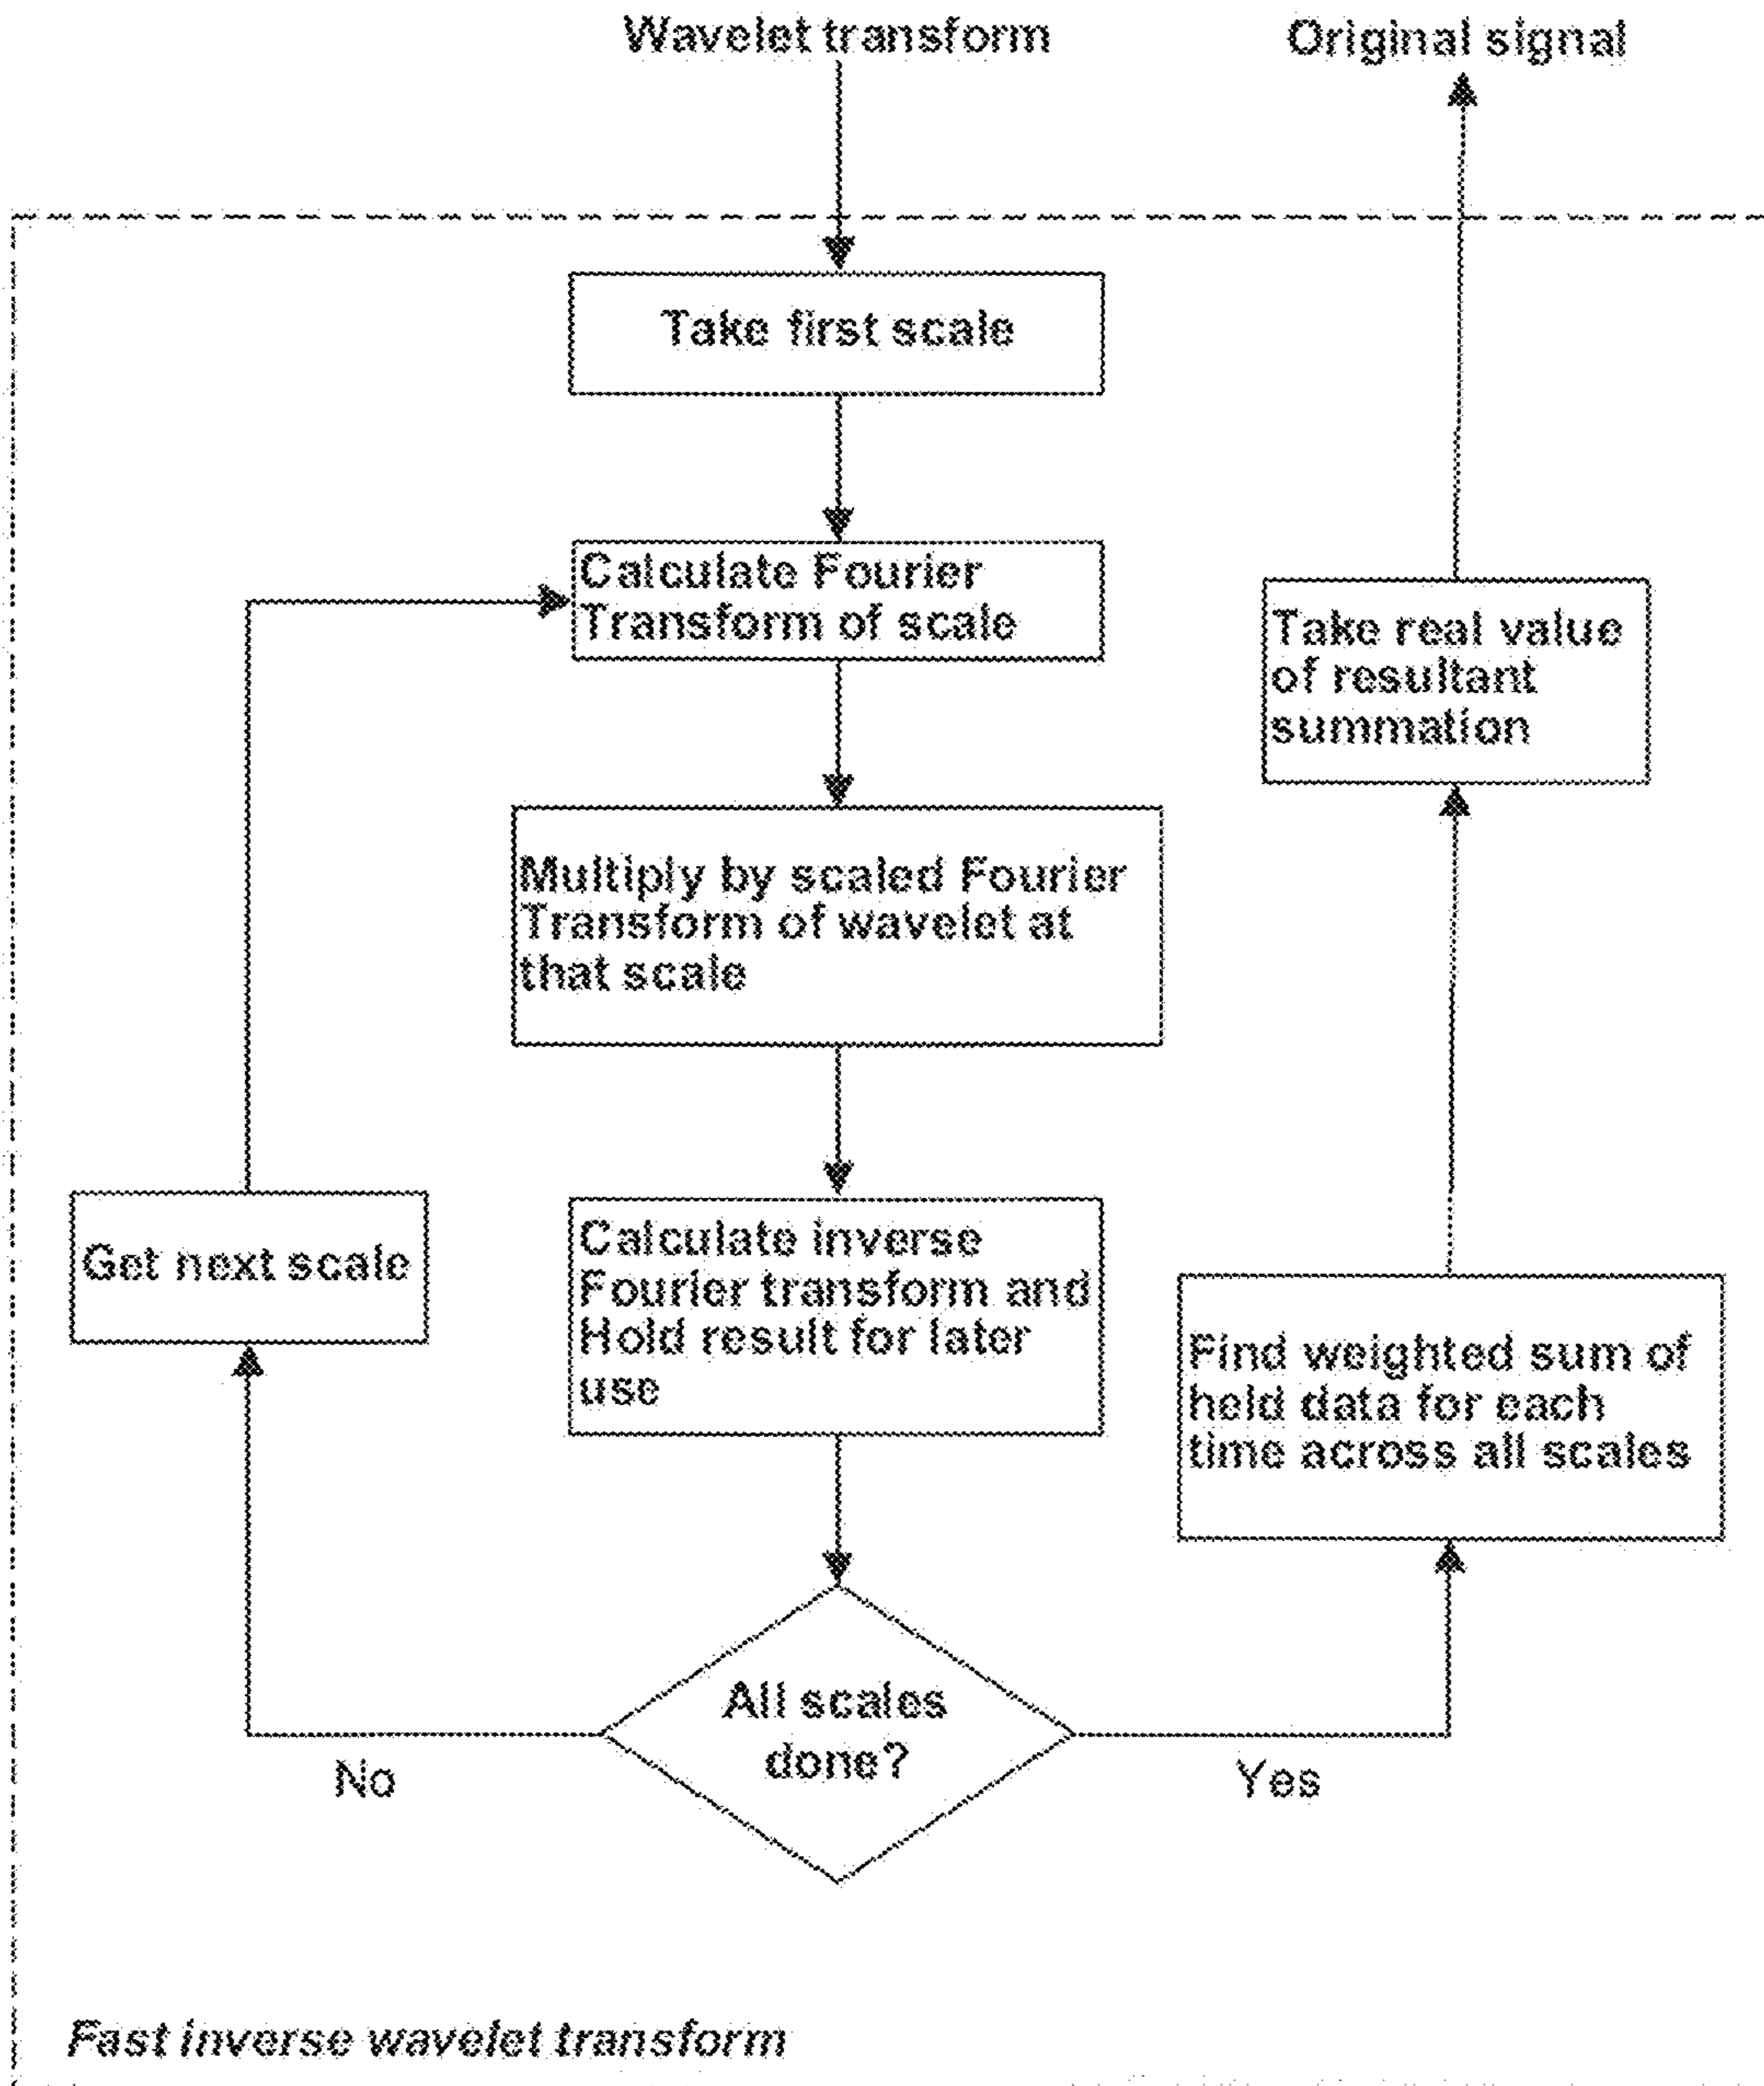 Wavelet transform
Original signal
Take first scale
Calculate Fourier
Transform of scale
Take real value
of resultant
summation
Multiply by scaled Fourier
Transform of wavelet at
that scale
Get next scale
Calculate inverse
Fourier transform and
Hold result for later
use
Find weighted sum of
held data for each
time across all scales
All scales
done?
No
Yes
Fast inverse wavelet transform